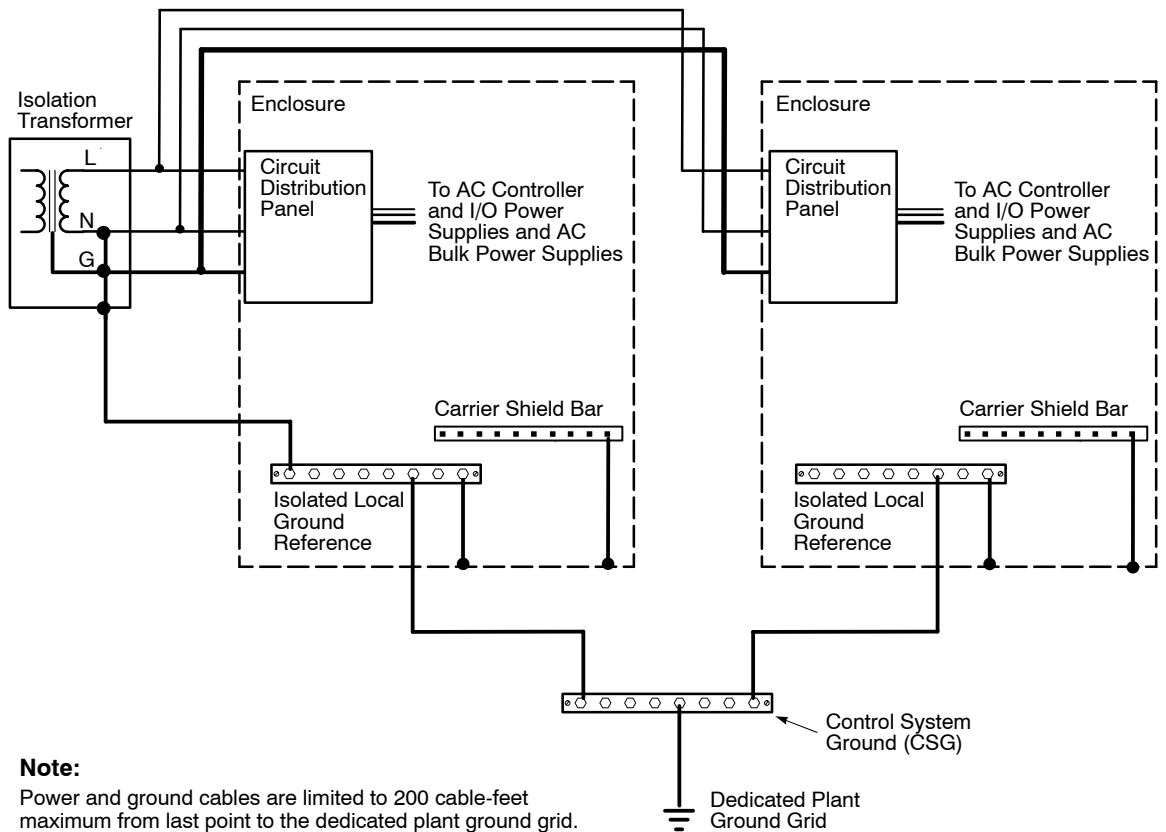 Isolation
Transformer
L
N
G
Enclosure
Circuit
Distribution
Panel
To AC Controller
and I/O Power
Supplies and AC
Bulk Power Supplies
Carrier Shield Bar
Isolated Local
Ground
Reference
Enclosure
Circuit
Distribution
Panel
To AC Controller
and I/O Power
Supplies and AC
Bulk Power Supplies
Carrier Shield Bar
Isolated Local
Ground
Reference
Control System
Ground (CSG)
Dedicated Plant
Ground Grid
Note:
Power and ground cables are limited to 200 cable-feet
maximum from last point to the dedicated plant ground grid.